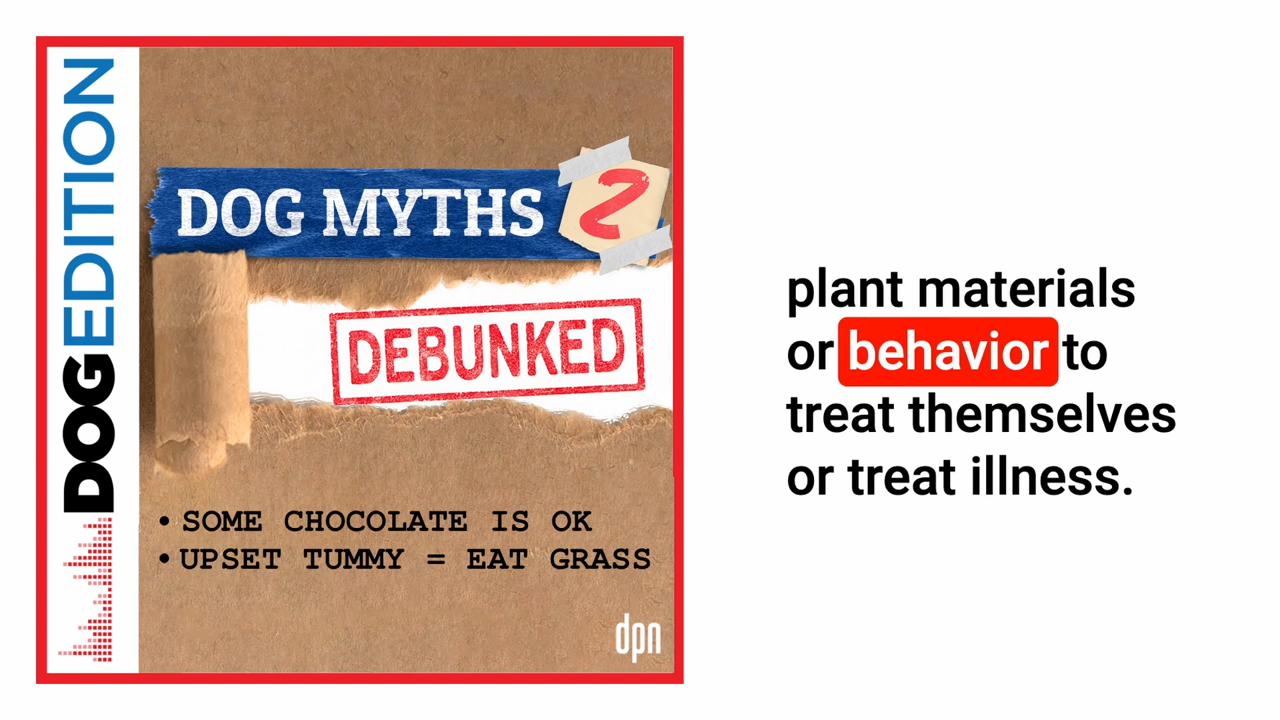 DOGEDITION
DOG MYTHS 2
DEBUNKED
• SOME CHOCOLATE IS OK
• UPSET TUMMY = EAT GRASS
dpn
plant materials
or behavior to
treat themselves
or treat illness.